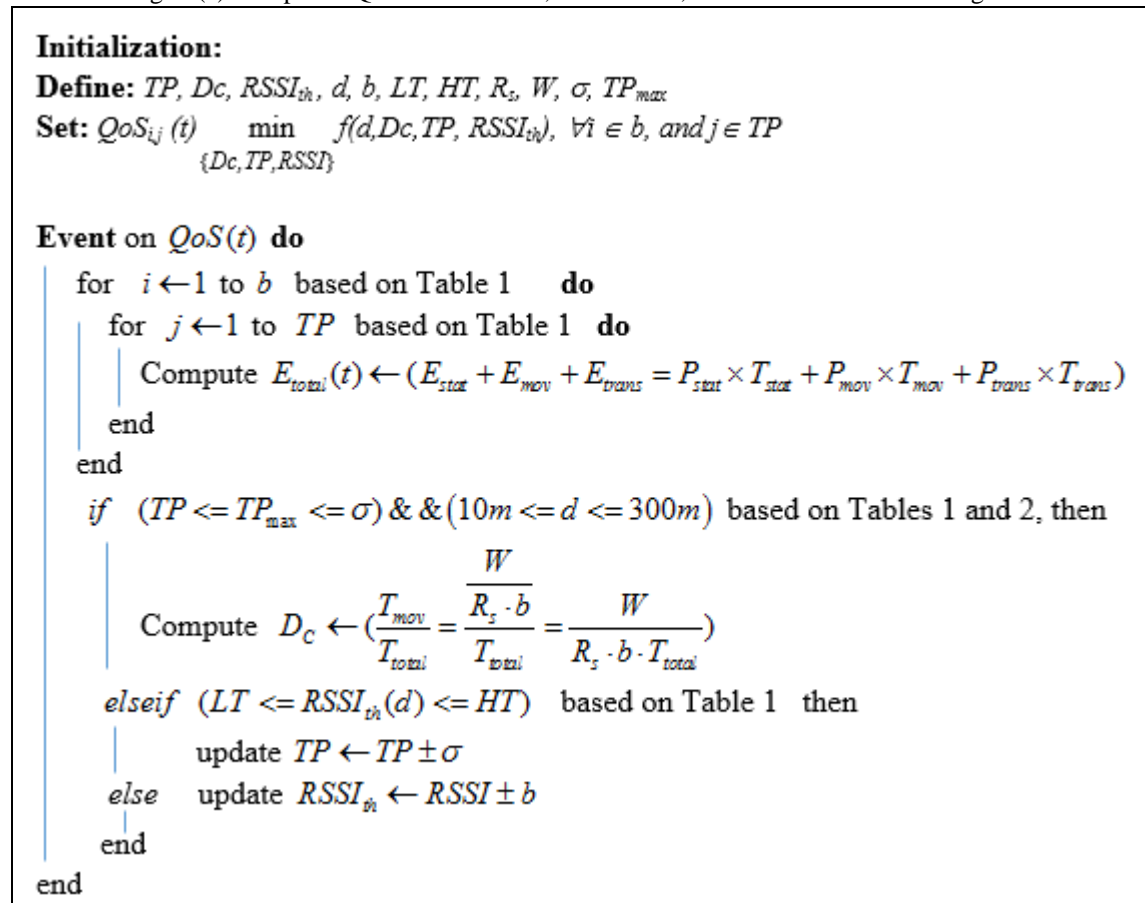 Initialization:
Define: TP, Dc, RSSI_th, d, b, LT, HT, R_s, W, σ, TP_max
Set: QoS_i,j (t) min f(d,Dc,TP, RSSI_th), ∀i ∈ b, and j ∈ TP
{Dc,TP,RSSI}
Event on QoS(t) do
for i ←1 to b based on Table 1 do
for j ←1 to TP based on Table 1 do
Compute E_total(t) ← (E_stat + E_mov + E_trans = P_stat × T_stat + P_mov × T_mov + P_trans × T_trans)
end
end
if (TP <= TP_max <= σ) & & (10m <= d <= 300m) based on Tables 1 and 2, then
Compute D_C ← (T_mov / T_total = (W / R_s · b) / T_total = W / R_s · b · T_total)
elseif (LT <= RSSI_th(d) <= HT) based on Table 1 then
update TP ← TP ± σ
else update RSSI_th ← RSSI ± b
end
end